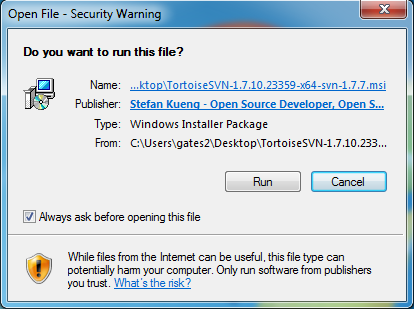 Open File - Security Warning
Do you want to run this file?
Name: ...ktop\TortoiseSVN-1.7.10.23359-x64-svn-1.7.7.msi
Publisher: Stefan Kueng - Open Source Developer, Open S...
Type: Windows Installer Package
From: C:\Users\gates2\Desktop\TortoiseSVN-1.7.10.233...
Run Cancel
Always ask before opening this file
While files from the Internet can be useful, this file type can
potentially harm your computer. Only run software from publishers
you trust. What's the risk?